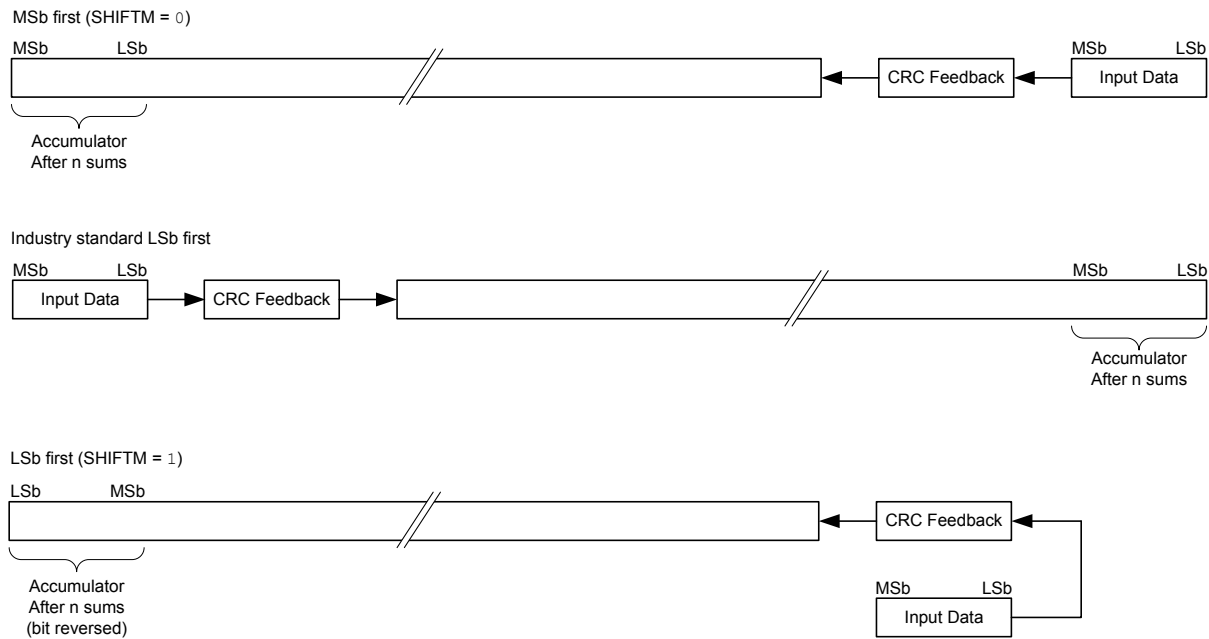 MSb first (SHIFTM = 0)
MSb LSb MSb LSb
CRC Feedback Input Data
Accumulator
After n sums
Industry standard LSb first
MSb LSb MSb LSb
Input Data CRC Feedback
Accumulator
After n sums
LSb first (SHIFTM = 1)
LSb MSb
CRC Feedback
Accumulator
After n sums
(bit reversed)
MSb LSb
Input Data